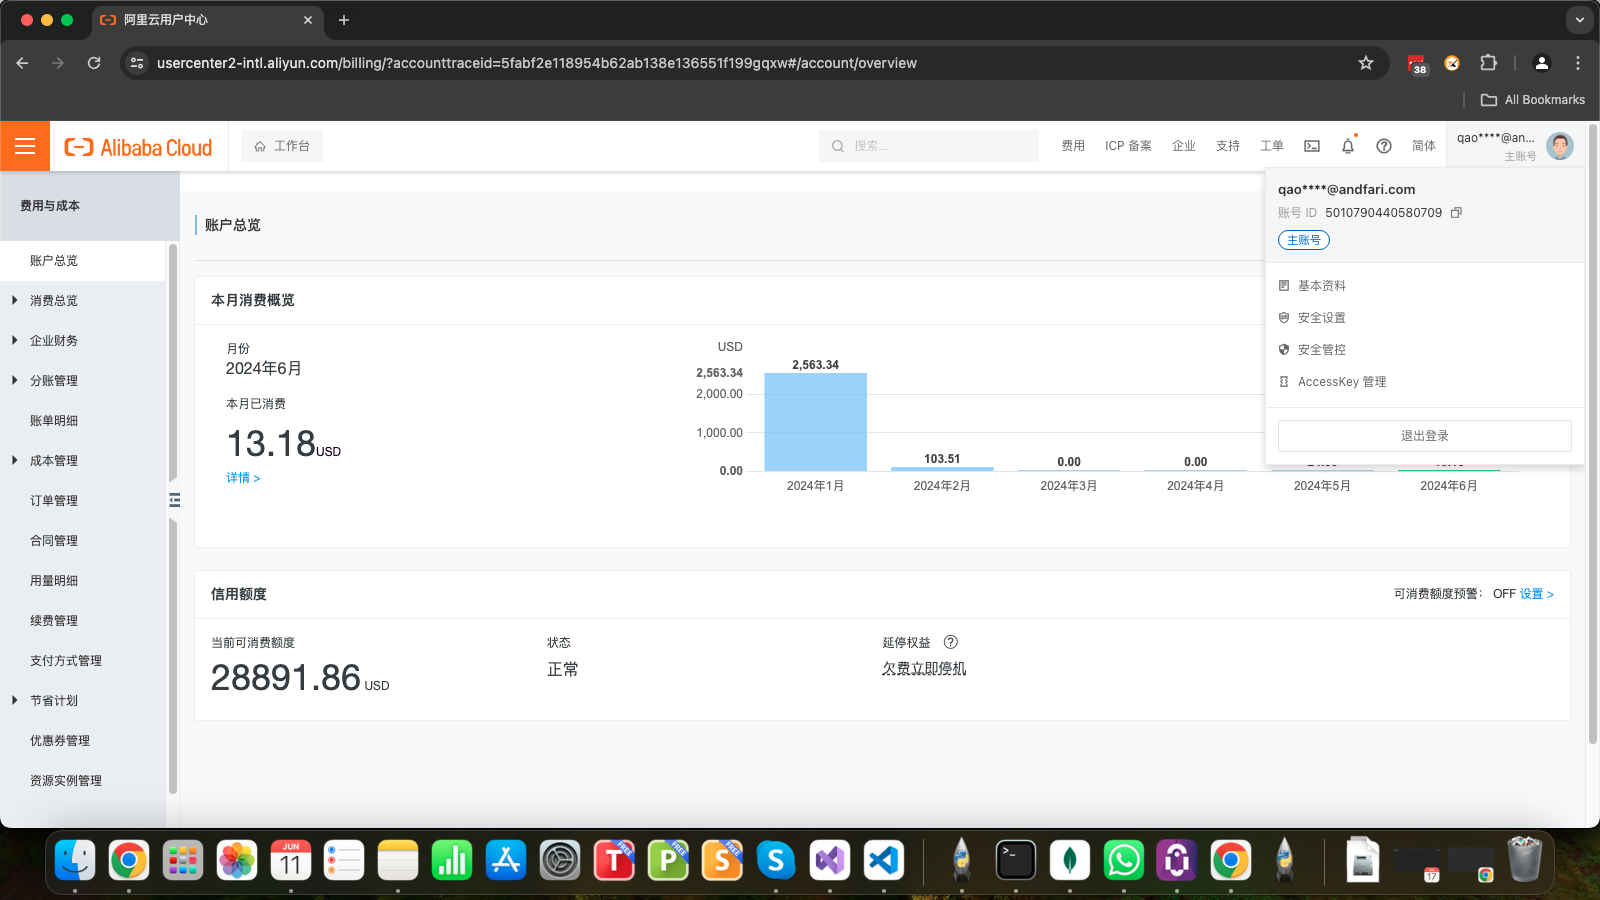 阿里云用户中心
usercenter2-intl.aliyun.com/billing/?accounttraceid=5fabf2e118954b62ab138e136551f199gqxw#/account/overview
38
All Bookmarks
Alibaba Cloud
工作台
搜索...
费用
ICP 备案
企业
支持
工单
简体
qao****@an...
主账号
qao****@andfari.com
账号 ID 5010790440580709
主账号
基本资料
安全设置
安全管控
AccessKey 管理
退出登录
费用与成本
账户总览
消费总览
企业财务
分账管理
账单明细
成本管理
订单管理
合同管理
用量明细
续费管理
支付方式管理
节省计划
优惠券管理
资源实例管理
账户总览
本月消费概览
月份
2024年6月
本月已消费
13.18USD
详情 >
USD
2,563.34
2,000.00
1,000.00
0.00
2,563.34
103.51
0.00
0.00
2024年1月
2024年2月
2024年3月
2024年4月
2024年5月
2024年6月
信用额度
可消费额度预警: OFF 设置 >
当前可消费额度
28891.86 USD
状态
正常
延停权益
欠费立即停机
JUN
11
T
FREE
P
FREE
S
FREE
S
17